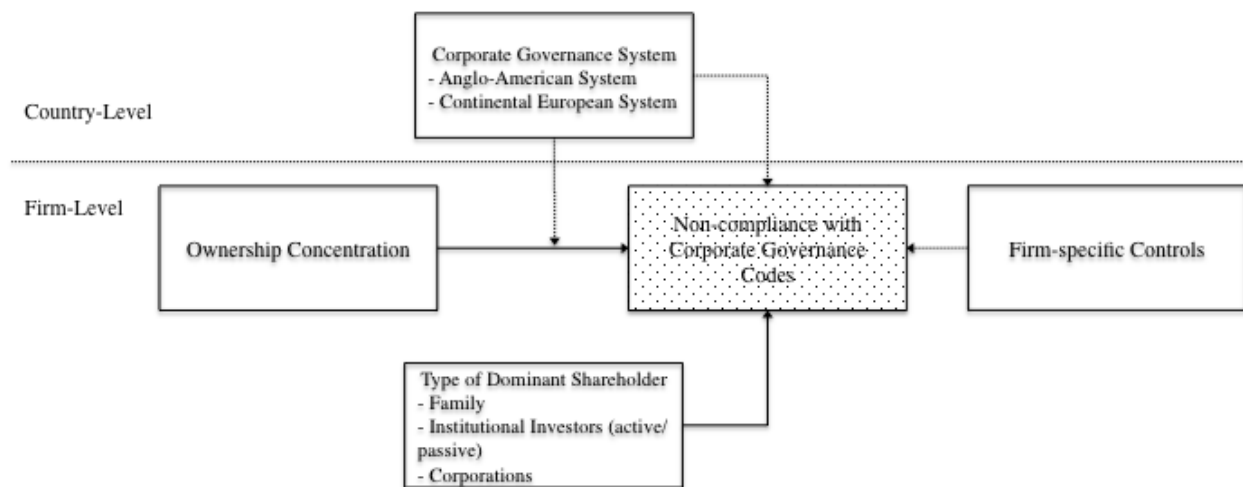 Corporate Governance System
- Anglo-American System
- Continental European System
Country-Level
Firm-Level
Ownership Concentration
Non-compliance with
Corporate Governance
Codes
Firm-specific Controls
Type of Dominant Shareholder
- Family
- Institutional Investors (active/
passive)
- Corporations